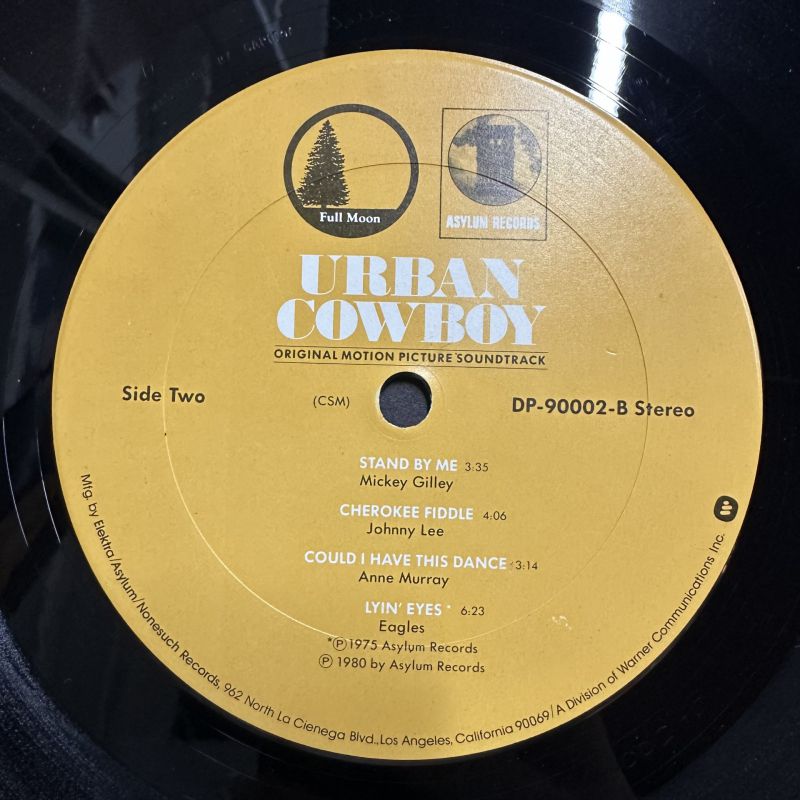 Full Moon
ASYLUM RECORDS
URBAN
COWBOY
ORIGINAL MOTION PICTURE SOUNDTRACK
Side Two
(CSM)
DP-90002-B Stereo
STAND BY ME 3:35
Mickey Gilley
CHEROKEE FIDDLE 4:06
Johnny Lee
COULD I HAVE THIS DANCE 3:14
Anne Murray
LYIN' EYES * 6:23
Eagles
*Ⓟ1975 Asylum Records
Ⓟ 1980 by Asylum Records
Mfg. by Elektra/Asylum/Nonesuch Records, 962 North La Cienega Blvd., Los Angeles, California 90069/A Division of Warner Communications Inc.